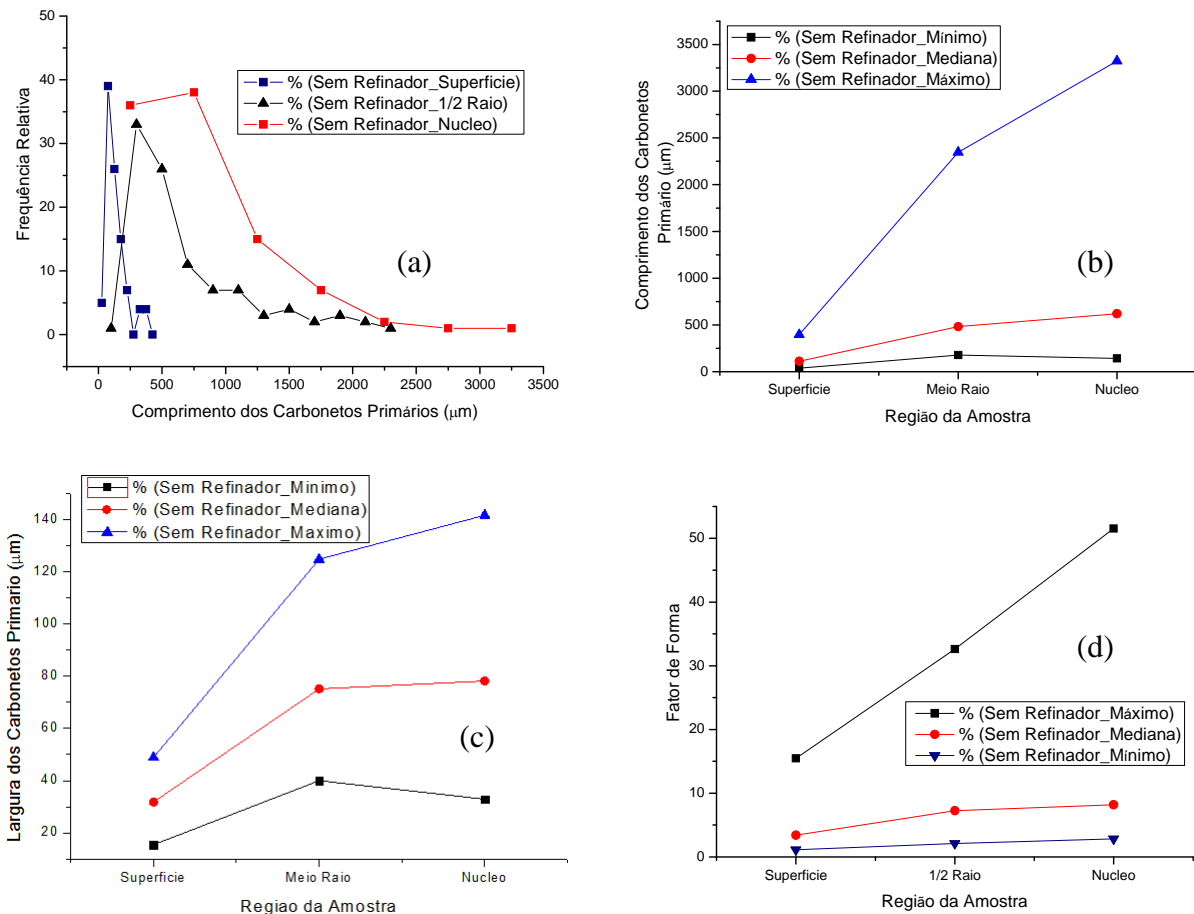 50
40
30
20
10
0
Frequência Relativa
% (Sem Refinador_Superficie)
% (Sem Refinador_1/2 Raio)
% (Sem Refinador_Nucleo)
(a)
0 500 1000 1500 2000 2500 3000 3500
Comprimento dos Carbonetos Primários (μm)
% (Sem Refinador_Mínimo)
% (Sem Refinador_Mediana)
% (Sem Refinador_Máximo)
3500
3000
2500
2000
1500
1000
500
0
Comprimento dos Carbonetos
Primário (μm)
(b)
Superficie Meio Raio Nucleo
Região da Amostra
% (Sem Refinador_Minimo)
% (Sem Refinador_Mediana)
% (Sem Refinador_Maximo)
140
120
100
80
60
40
20
Largura dos Carbonetos Primario (μm)
(c)
Superficie Meio Raio Nucleo
Regiao da Amostra
50
40
30
20
10
0
Fator de Forma
(d)
% (Sem Refinador_Máximo)
% (Sem Refinador_Mediana)
% (Sem Refinador_Mínimo)
Superficie 1/2 Raio Nucleo
Região da Amostra